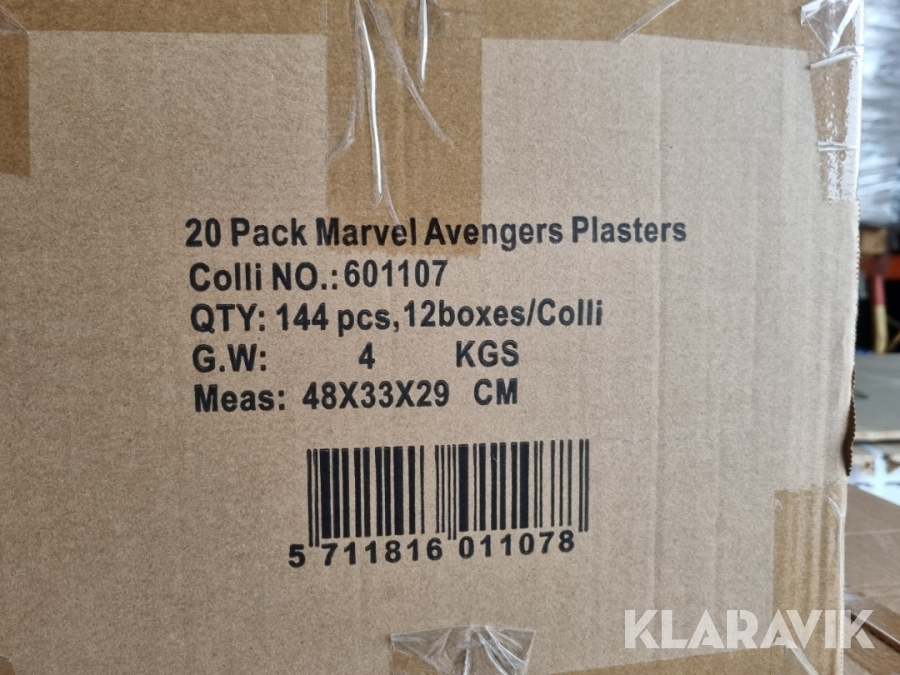 20 Pack Marvel Avengers Plasters
Colli NO.:601107
QTY: 144 pcs,12boxes/Colli
G.W: 4 KGS
Meas: 48X33X29 CM
5 711816 011078
KLARAVIK